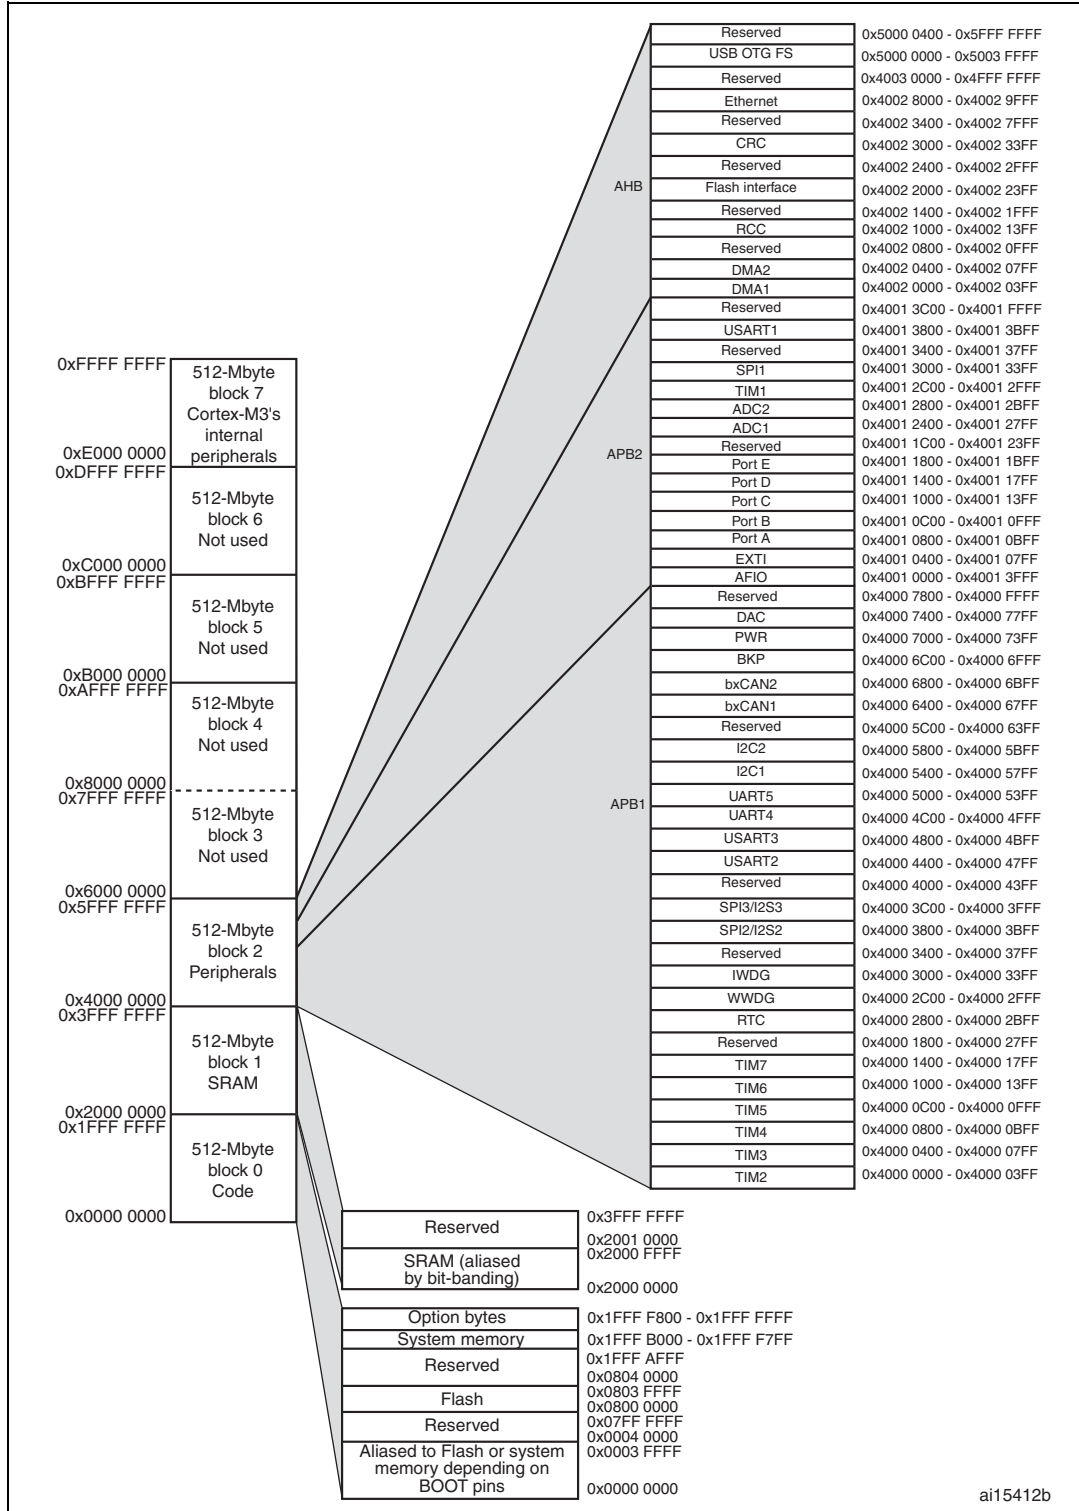 Reserved 0x5000 0400 - 0x5FFF FFFF
USB OTG FS 0x5000 0000 - 0x5003 FFFF
Reserved 0x4003 0000 - 0x4FFF FFFF
Ethernet 0x4002 8000 - 0x4002 9FFF
Reserved 0x4002 3400 - 0x4002 7FFF
CRC 0x4002 3000 - 0x4002 33FF
Reserved 0x4002 2400 - 0x4002 2FFF
AHB
Flash interface 0x4002 2000 - 0x4002 23FF
Reserved 0x4002 1400 - 0x4002 1FFF
RCC 0x4002 1000 - 0x4002 13FF
Reserved 0x4002 0800 - 0x4002 0FFF
DMA2 0x4002 0400 - 0x4002 07FF
DMA1 0x4002 0000 - 0x4002 03FF
Reserved 0x4001 3C00 - 0x4001 FFFF
USART1 0x4001 3800 - 0x4001 3BFF
Reserved 0x4001 3400 - 0x4001 37FF
SPI1 0x4001 3000 - 0x4001 33FF
TIM1 0x4001 2C00 - 0x4001 2FFF
ADC2 0x4001 2800 - 0x4001 2BFF
ADC1 0x4001 2400 - 0x4001 27FF
Reserved 0x4001 1C00 - 0x4001 23FF
APB2
Port E 0x4001 1800 - 0x4001 1BFF
Port D 0x4001 1400 - 0x4001 17FF
Port C 0x4001 1000 - 0x4001 13FF
Port B 0x4001 0C00 - 0x4001 0FFF
Port A 0x4001 0800 - 0x4001 0BFF
EXTI 0x4001 0400 - 0x4001 07FF
AFIO 0x4001 0000 - 0x4001 3FFF
Reserved 0x4000 7800 - 0x4000 FFFF
DAC 0x4000 7400 - 0x4000 77FF
PWR 0x4000 7000 - 0x4000 73FF
BKP 0x4000 6C00 - 0x4000 6FFF
bxCAN2 0x4000 6800 - 0x4000 6BFF
bxCAN1 0x4000 6400 - 0x4000 67FF
Reserved 0x4000 5C00 - 0x4000 63FF
I2C2 0x4000 5800 - 0x4000 5BFF
I2C1 0x4000 5400 - 0x4000 57FF
APB1
UART5 0x4000 5000 - 0x4000 53FF
UART4 0x4000 4C00 - 0x4000 4FFF
USART3 0x4000 4800 - 0x4000 4BFF
USART2 0x4000 4400 - 0x4000 47FF
Reserved 0x4000 4000 - 0x4000 43FF
SPI3/I2S3 0x4000 3C00 - 0x4000 3FFF
SPI2/I2S2 0x4000 3800 - 0x4000 3BFF
Reserved 0x4000 3400 - 0x4000 37FF
IWDG 0x4000 3000 - 0x4000 33FF
WWDG 0x4000 2C00 - 0x4000 2FFF
RTC 0x4000 2800 - 0x4000 2BFF
Reserved 0x4000 1800 - 0x4000 27FF
TIM7 0x4000 1400 - 0x4000 17FF
TIM6 0x4000 1000 - 0x4000 13FF
TIM5 0x4000 0C00 - 0x4000 0FFF
TIM4 0x4000 0800 - 0x4000 0BFF
TIM3 0x4000 0400 - 0x4000 07FF
TIM2 0x4000 0000 - 0x4000 03FF
0xFFFF FFFF
512-Mbyte
block 7
Cortex-M3's
internal
peripherals
0xE000 0000
0xDFFF FFFF
512-Mbyte
block 6
Not used
0xC000 0000
0xBFFF FFFF
512-Mbyte
block 5
Not used
0xB000 0000
0xAFFF FFFF
512-Mbyte
block 4
Not used
0x8000 0000
0x7FFF FFFF
512-Mbyte
block 3
Not used
0x6000 0000
0x5FFF FFFF
512-Mbyte
block 2
Peripherals
0x4000 0000
0x3FFF FFFF
512-Mbyte
block 1
SRAM
0x2000 0000
0x1FFF FFFF
512-Mbyte
block 0
Code
0x0000 0000
0x3FFF FFFF
Reserved
0x2001 0000
0x2000 FFFF
SRAM (aliased
by bit-banding)
0x2000 0000
Option bytes 0x1FFF F800 - 0x1FFF FFFF
System memory 0x1FFF B000 - 0x1FFF F7FF
0x1FFF AFFF
Reserved
0x0804 0000
0x0803 FFFF
Flash
0x0800 0000
0x07FF FFFF
Reserved
0x0004 0000
0x0003 FFFF
Aliased to Flash or system
memory depending on
BOOT pins
0x0000 0000
ai15412b